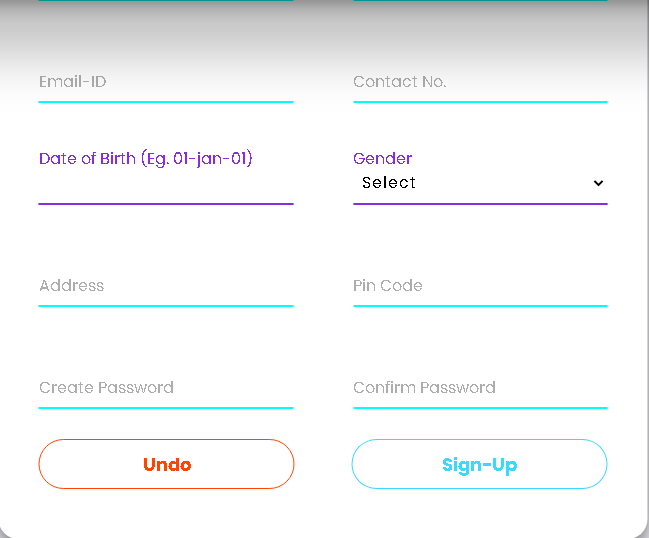 Email-ID
Contact No.
Date of Birth (Eg. 01-jan-01)
Gender
Select
Address
Pin Code
Create Password
Confirm Password
Undo
Sign-Up